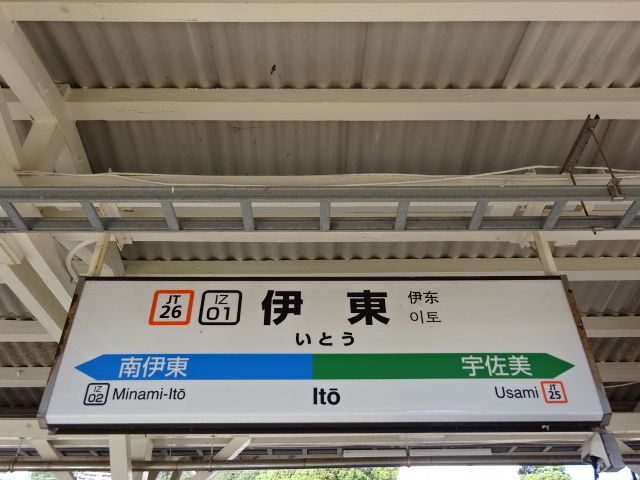 JT 26 IZ 01 伊東 伊东
이토
いとう
南伊東 宇佐美
IZ 02 Minami-Itō Itō Usami JT 25